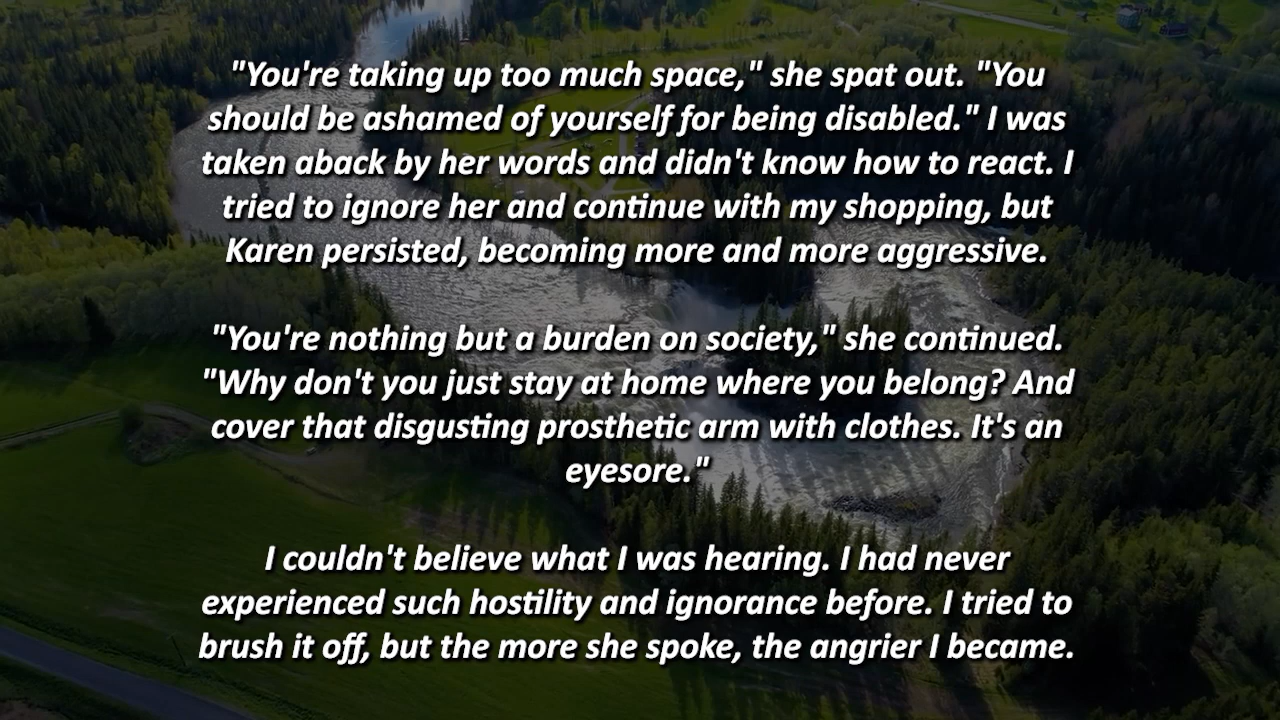 "You're taking up too much space," she spat out. "You
should be ashamed of yourself for being disabled." I was
taken aback by her words and didn't know how to react. I
tried to ignore her and continue with my shopping, but
Karen persisted, becoming more and more aggressive.
"You're nothing but a burden on society," she continued.
"Why don't you just stay at home where you belong? And
cover that disgusting prosthetic arm with clothes. It's an
eyesore."
I couldn't believe what I was hearing. I had never
experienced such hostility and ignorance before. I tried to
brush it off, but the more she spoke, the angrier I became.